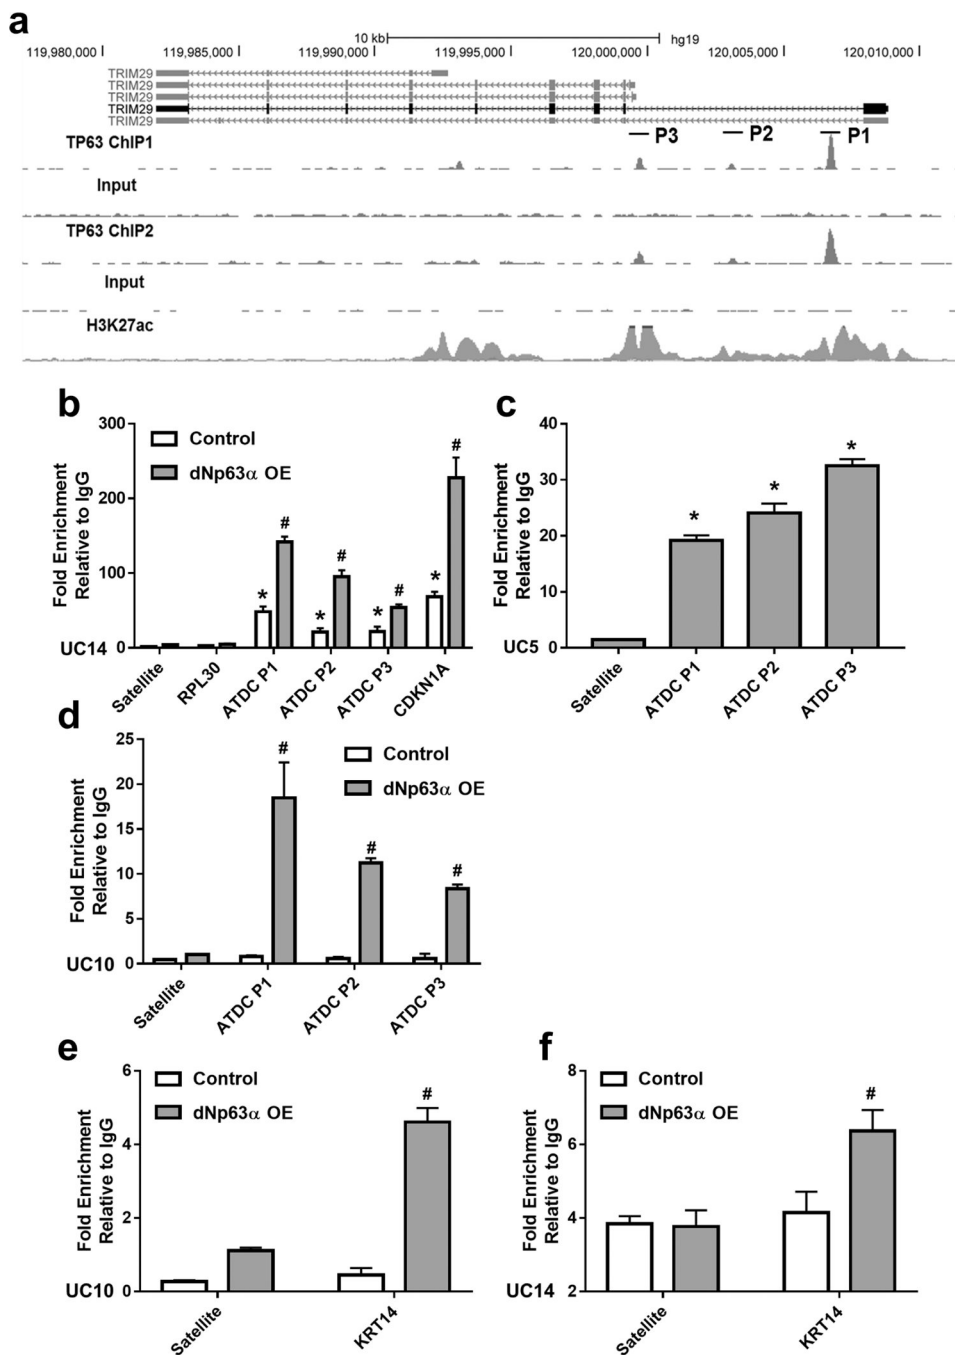 a
10 kb hg19
119,980,000 119,985,000 119,990,000 119,995,000 120,000,000 120,005,000 120,010,000
TRIM29
TRIM29
TRIM29
TRIM29
TRIM29
P3 P2 P1
TP63 ChIP1
Input
TP63 ChIP2
Input
H3K27ac
b
300
200
100
0
Fold Enrichment
Relative to IgG
Control
dNp63α OE
* # * # * # * #
UC14
Satellite RPL30 ATDC P1 ATDC P2 ATDC P3 CDKN1A
c
40
30
20
10
0
Fold Enrichment
Relative to IgG
* * *
UC5
Satellite ATDC P1 ATDC P2 ATDC P3
d
25
20
15
10
5
0
Fold Enrichment
Relative to IgG
Control
dNp63α OE
# # #
UC10
Satellite ATDC P1 ATDC P2 ATDC P3
e
6
4
2
0
Fold Enrichment
Relative to IgG
Control
dNp63α OE
#
UC10
Satellite KRT14
f
8
6
4
2
Fold Enrichment
Relative to IgG
Control
dNp63α OE
#
UC14
Satellite KRT14